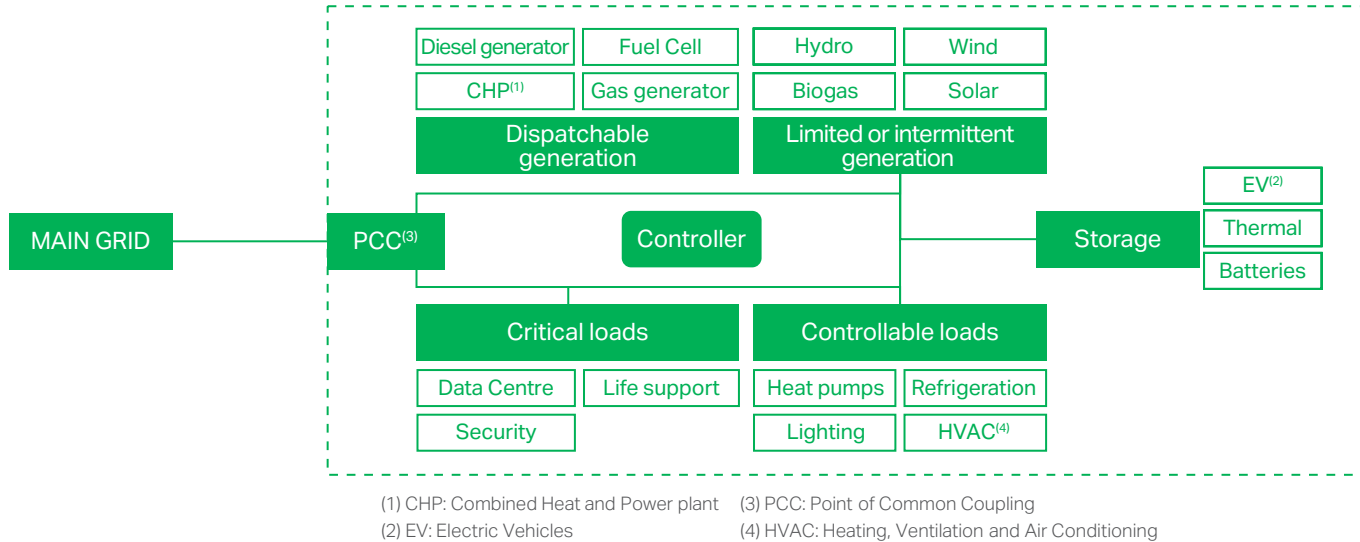 Diesel generator
Fuel Cell
Hydro
Wind
CHP(1)
Gas generator
Biogas
Solar
Dispatchable
generation
Limited or intermittent
generation
EV(2)
MAIN GRID
PCC(3)
Controller
Storage
Thermal
Batteries
Critical loads
Controllable loads
Data Centre
Life support
Heat pumps
Refrigeration
Security
Lighting
HVAC(4)
(1) CHP: Combined Heat and Power plant
(3) PCC: Point of Common Coupling
(2) EV: Electric Vehicles
(4) HVAC: Heating, Ventilation and Air Conditioning